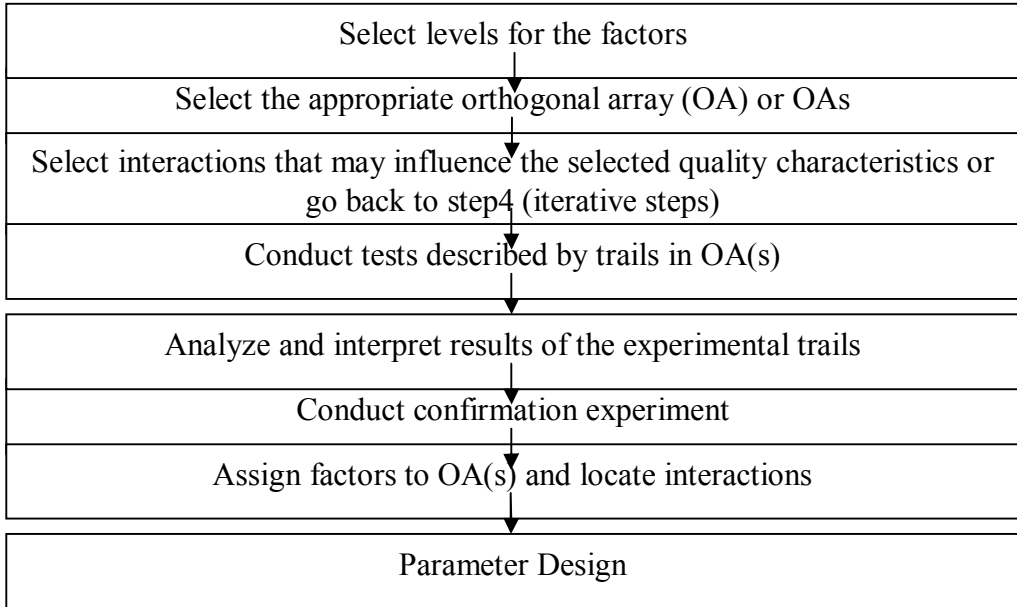 Select levels for the factors
Select the appropriate orthogonal array (OA) or OAs
Select interactions that may influence the selected quality characteristics or
go back to step4 (iterative steps)
Conduct tests described by trails in OA(s)
Analyze and interpret results of the experimental trails
Conduct confirmation experiment
Assign factors to OA(s) and locate interactions
Parameter Design